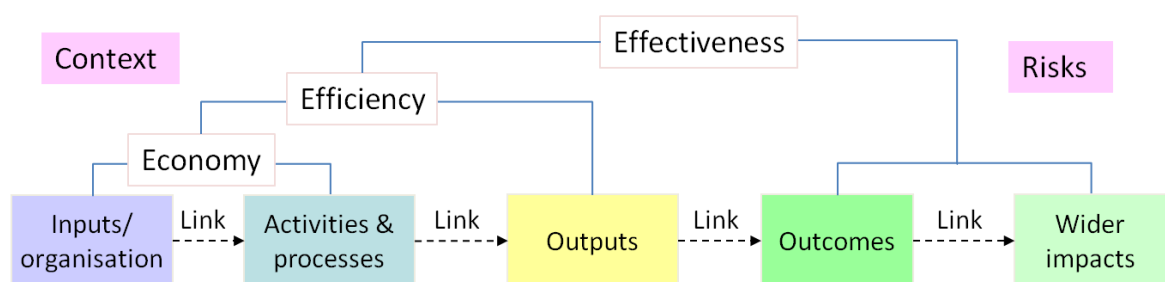 Effectiveness
Context
Risks
Efficiency
Economy
Inputs/
organisation
Link
Activities &
processes
Link
Outputs
Link
Outcomes
Link
Wider
impacts